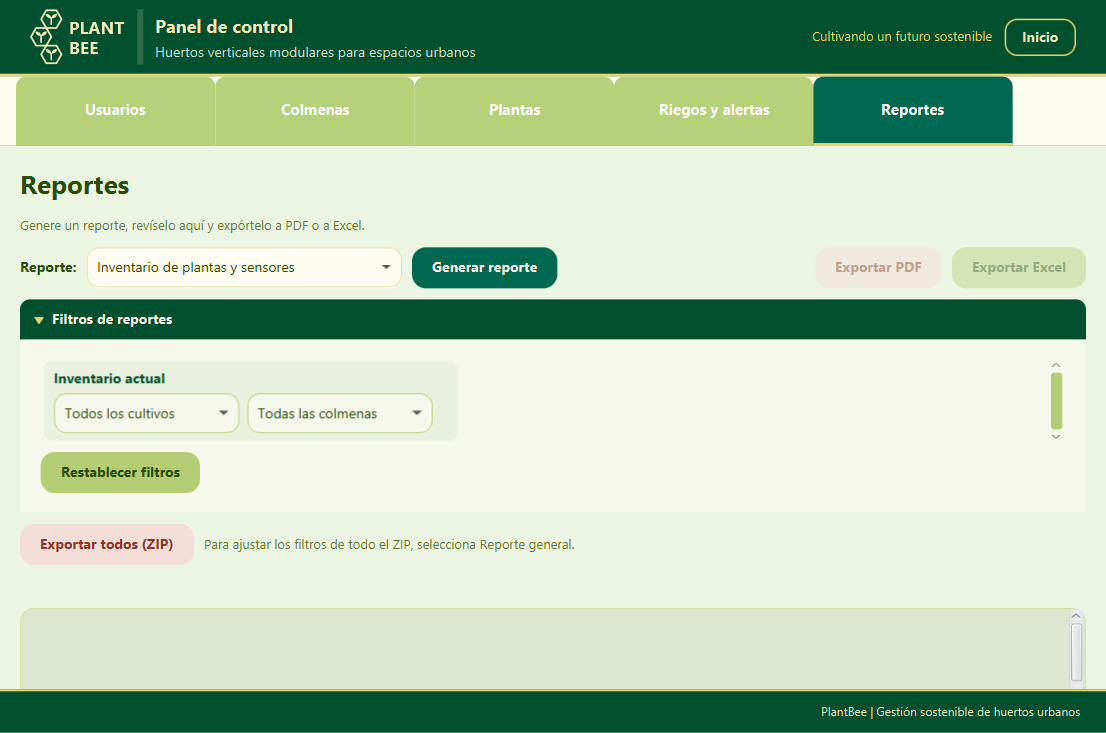 PLANT
BEE
Panel de control
Huertos verticales modulares para espacios urbanos
Cultivando un futuro sostenible
Inicio
Usuarios
Colmenas
Plantas
Riegos y alertas
Reportes
Reportes
Genere un reporte, revíselo aquí y expórtelo a PDF o a Excel.
Reporte:
Inventario de plantas y sensores
Generar reporte
Exportar PDF
Exportar Excel
Filtros de reportes
Inventario actual
Todos los cultivos
Todas las colmenas
Restablecer filtros
Exportar todos (ZIP)
Para ajustar los filtros de todo el ZIP, selecciona Reporte general.
PlantBee | Gestión sostenible de huertos urbanos